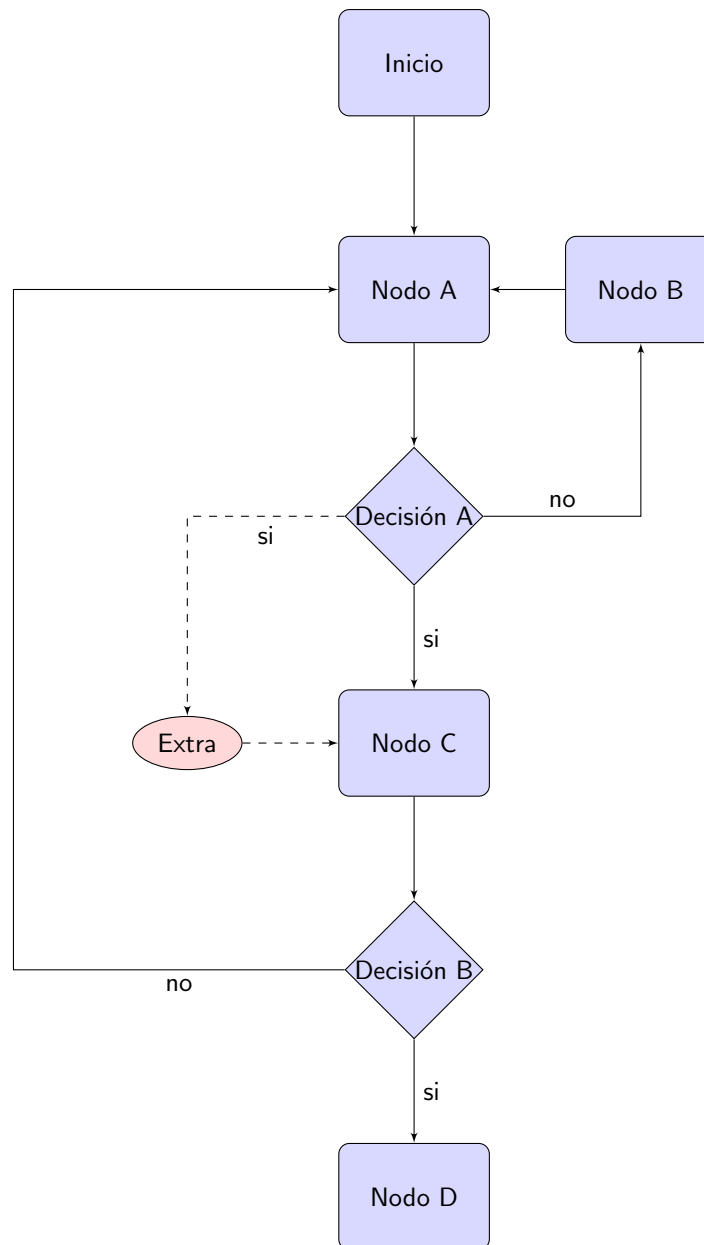 Inicio
Nodo A
Nodo B
Decisión A
no
si
si
Extra
Nodo C
Decisión B
no
si
Nodo D